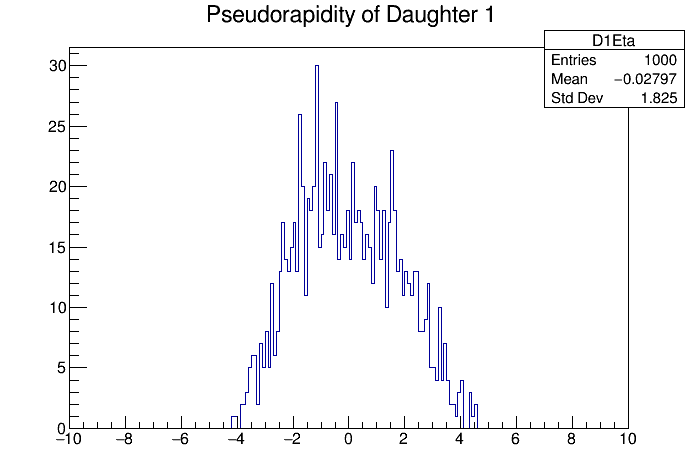 Pseudorapidity of Daughter 1
D1Eta
Entries 1000
Mean −0.02797
Std Dev 1.825
30
25
20
15
10
5
0
−10 −8 −6 −4 −2 0 2 4 6 8 10